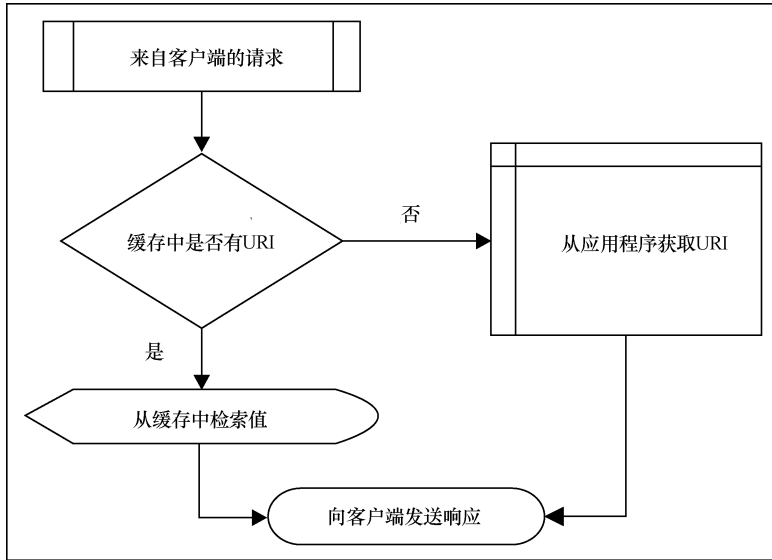 来自客户端的请求
缓存中是否有URI
否
从应用程序获取URI
是
从缓存中检索值
向客户端发送响应